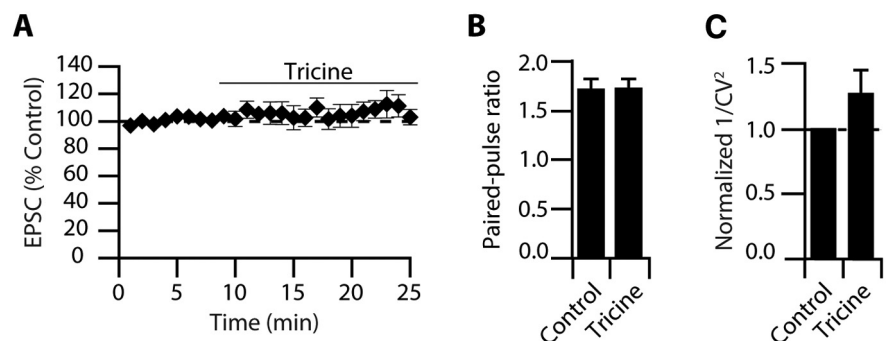 A
B
C
EPSC (% Control)
140
120
100
80
60
40
20
0
Tricine
0 5 10 15 20 25
Time (min)
Paired-pulse ratio
2.0
1.5
1.0
0.5
0.0
Control
Tricine
Normalized 1/CV²
1.5
1.0
0.5
0.0
Control
Tricine